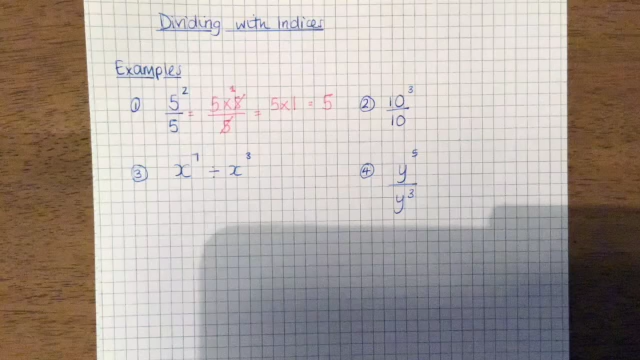 Dividing with Indices
Examples
① 5²/5 = 5×5/5 = 5×1 = 5 ② 10³/10
③ x⁷ ÷ x³ ④ y⁵/y³